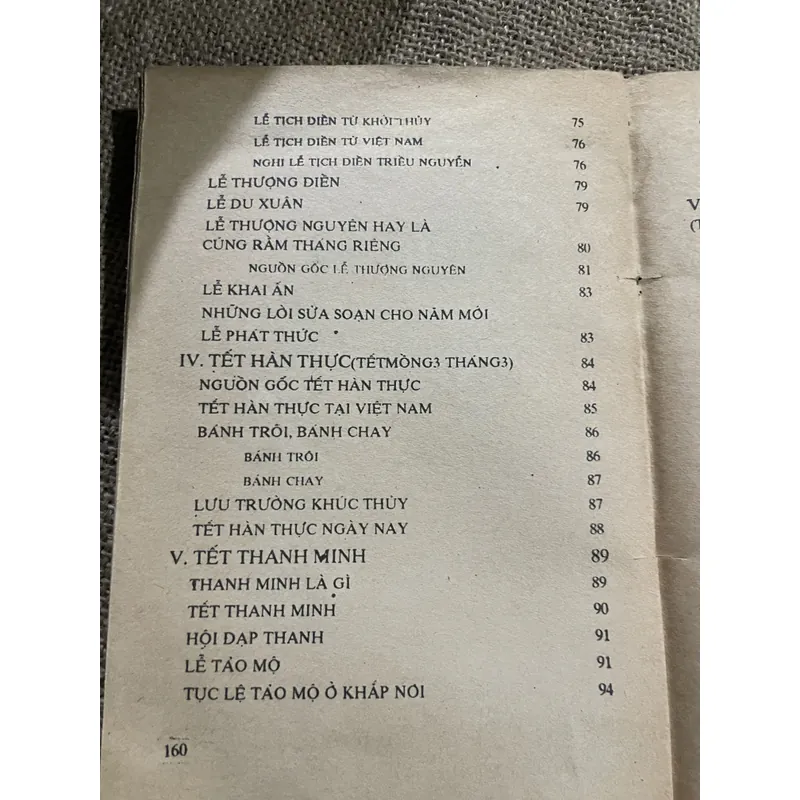 LỄ TỊCH ĐIỀN TỪ KHỞI THỦY 75
LỄ TỊCH ĐIỀN TỪ VIỆT NAM 76
NGHI LỄ TỊCH ĐIỀN TRIỀU NGUYỄN 76
LỄ THƯỢNG ĐIỀN 79
LỄ DU XUÂN 79
LỄ THƯỢNG NGUYÊN HAY LÀ
CÚNG RẰM THÁNG RIÊNG 80
NGUỒN GỐC LỄ THƯỢNG NGUYÊN 81
LỄ KHAI ẤN 83
NHỮNG LỜI SỬA SOẠN CHO NĂM MỚI
LỄ PHÁT THỨC 83
IV. TẾT HÀN THỰC(TẾTMỒNG3 THÁNG3) 84
NGUỒN GỐC TẾT HÀN THỰC 84
TẾT HÀN THỰC TẠI VIỆT NAM 85
BÁNH TRÔI, BÁNH CHAY 86
BÁNH TRÔI 86
BÁNH CHAY 87
LƯU TRƯỜNG KHÚC THỦY 87
TẾT HÀN THỰC NGÀY NAY 88
V. TẾT THANH MINH 89
THANH MINH LÀ GÌ 89
TẾT THANH MINH 90
HỘI ĐẠP THANH 91
LỄ TẢO MỘ 91
TỤC LỆ TẢO MỘ Ở KHẮP NƠI 94
160
V
(T